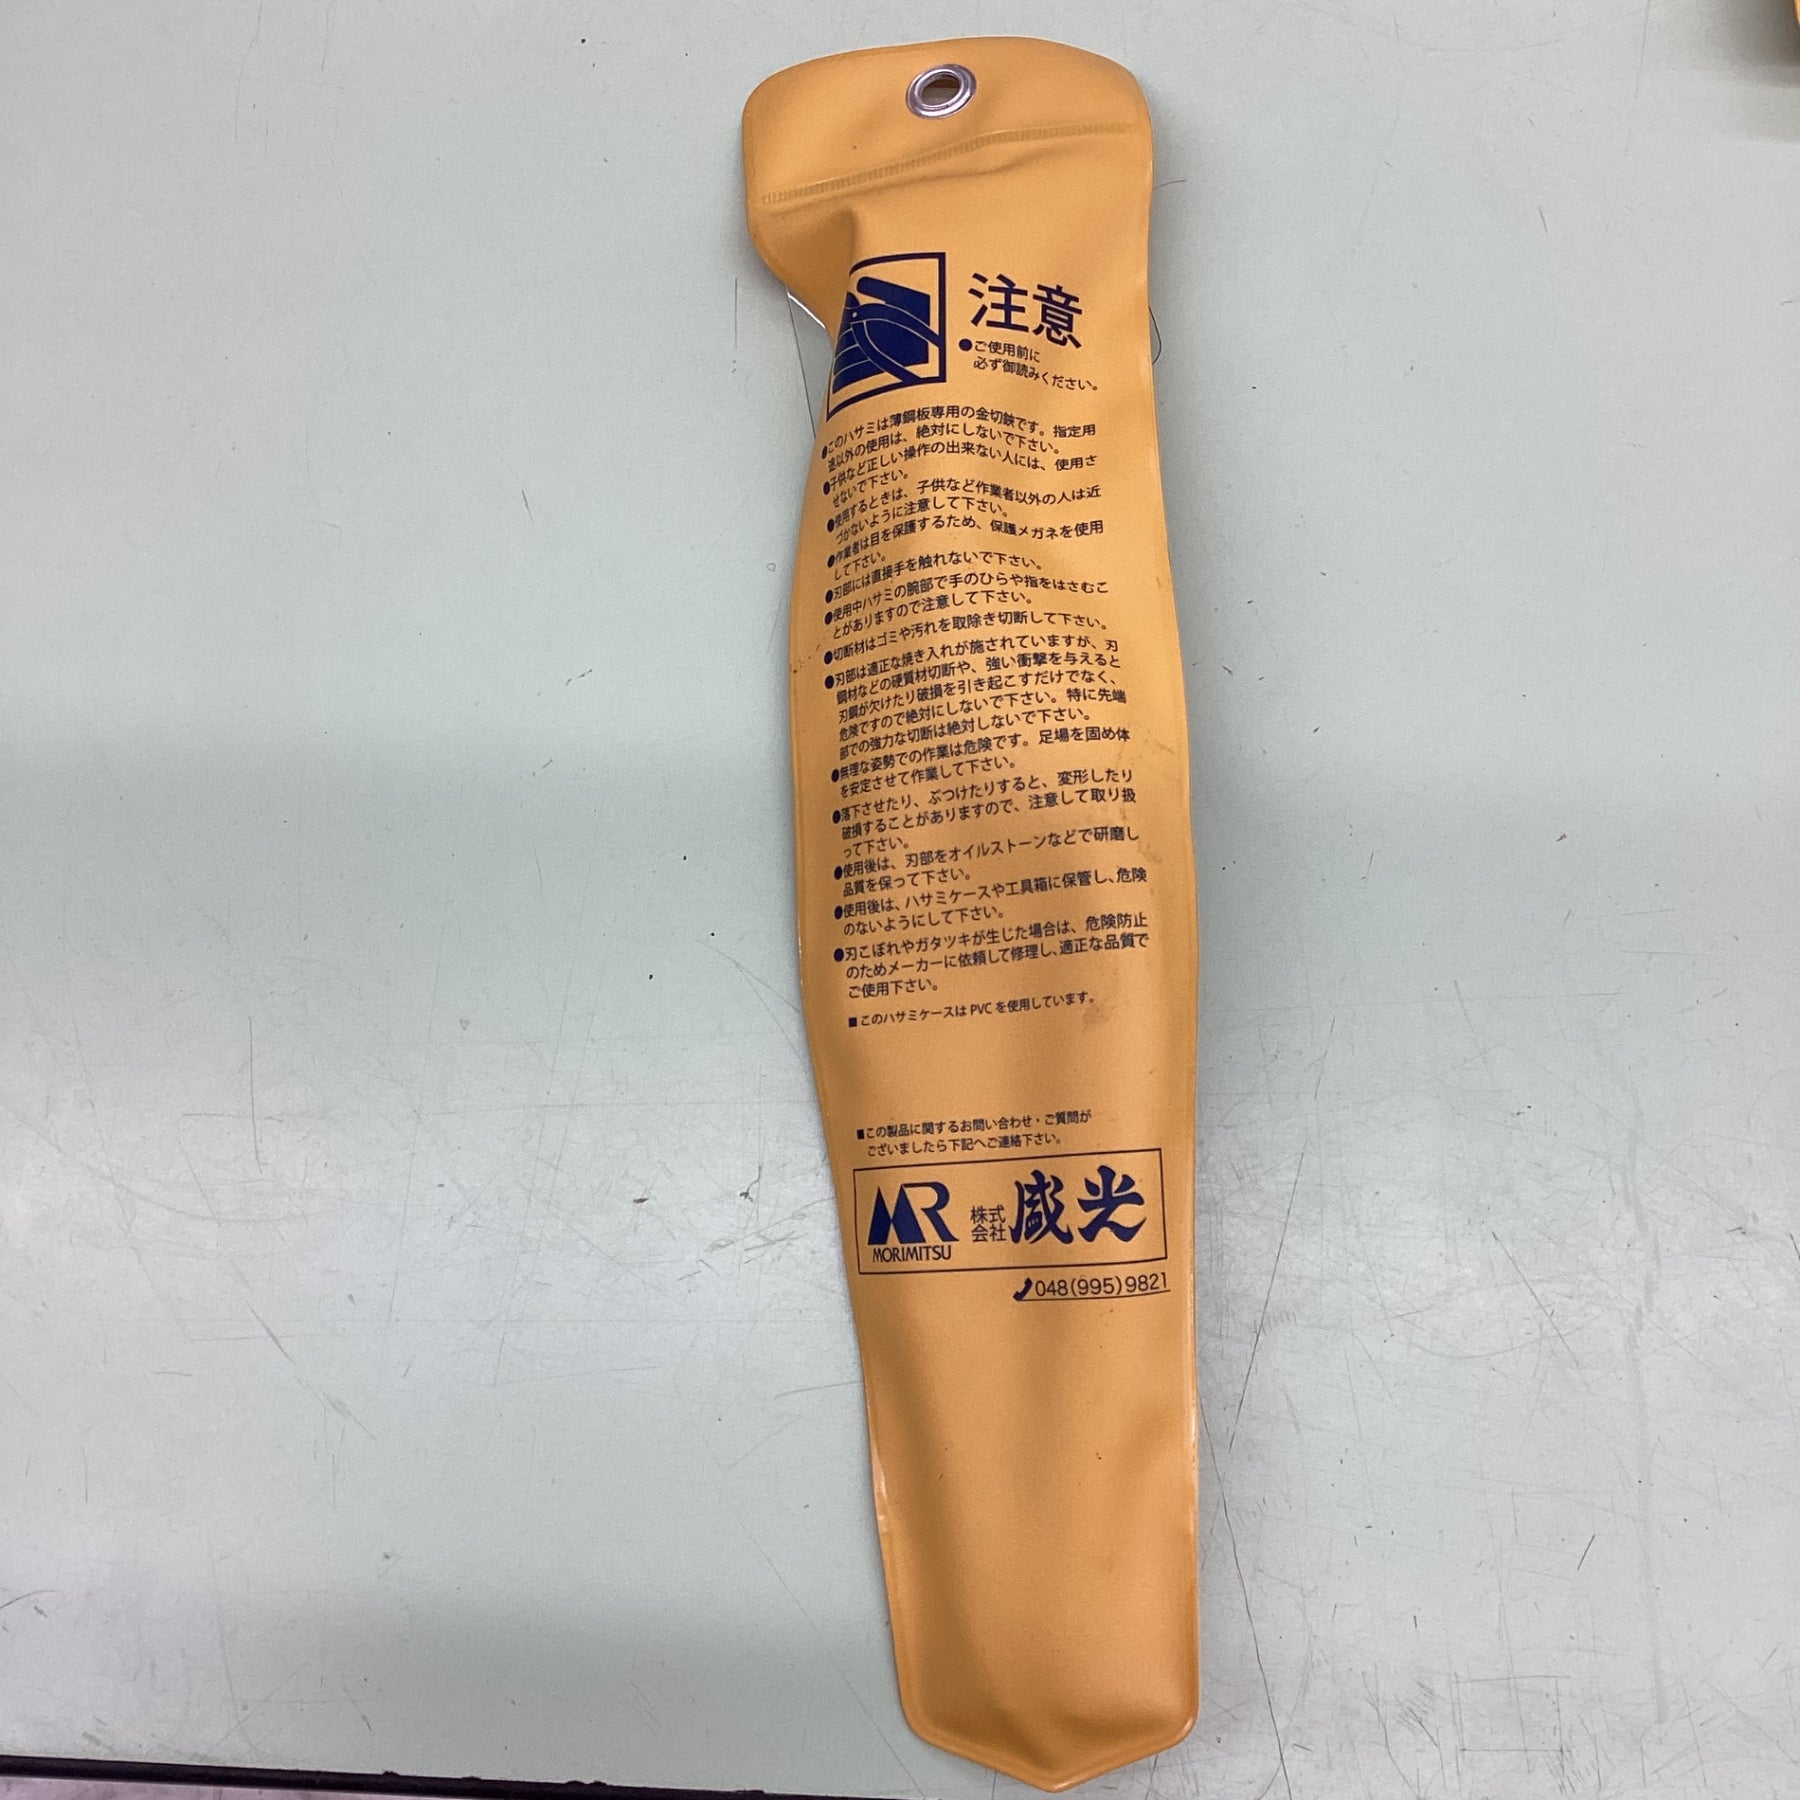 注意
●ご使用前に
必ず御読みください。
●このハサミは薄鋼板専用の金切鋏です。指定用
途以外の使用は、絶対にしないで下さい。
●子供など正しい操作の出来ない人には、使用さ
せないで下さい。
●使用するときは、子供など作業者以外の人は近
づかないように注意して下さい。
●作業者は目を保護するため、保護メガネを使用
して下さい。
●刃部には直接手を触れないで下さい。
●使用中ハサミの腕部で手のひらや指をはさむこ
とがありますので注意して下さい。
●切断材はゴミや汚れを取除き切断して下さい。
●刃部は適正な焼き入れが施されていますが、刃
鋼材などの硬質材切断や、強い衝撃を与えると
刃鋼が欠けたり破損を引き起こすだけでなく、
危険ですので絶対にしないで下さい。特に先端
部での強力な切断は絶対しないで下さい。
●無理な姿勢での作業は危険です。足場を固め体
を安定させて作業して下さい。
●落下させたり、ぶつけたりすると、変形したり
破損することがありますので、注意して取り扱
って下さい。
●使用後は、刃部をオイルストーンなどで研磨し
品質を保って下さい。
●使用後は、ハサミケースや工具箱に保管し、危険
のないようにして下さい。
●刃こぼれやガタツキが生じた場合は、危険防止
のためメーカーに依頼して修理し、適正な品質で
ご使用下さい。
■このハサミケースは PVC を使用しています。
■この製品に関するお問い合わせ・ご質問が
ございましたら下記へご連絡下さい。
MR
MORIMITSU
株式
会社
盛光
048(995)9821